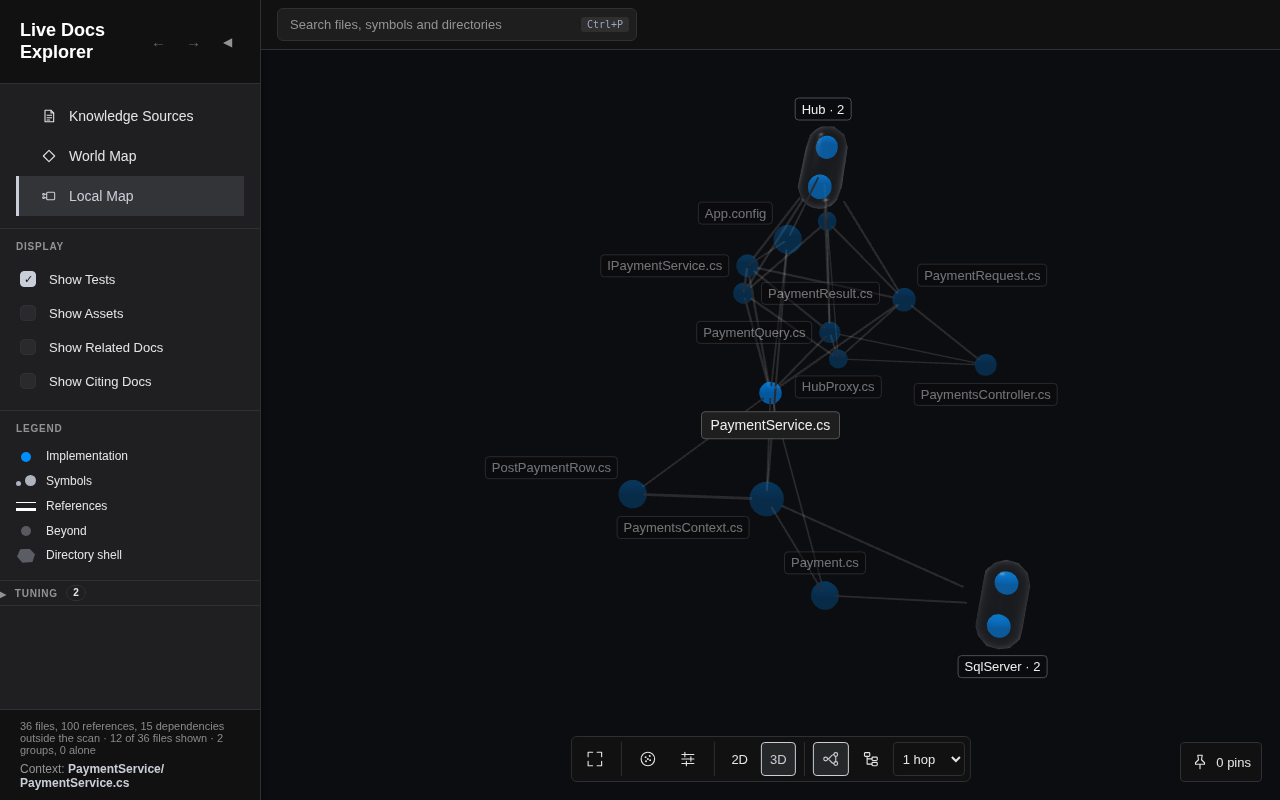 Live Docs
Explorer
Search files, symbols and directories
Ctrl+P
Knowledge Sources
World Map
Local Map
DISPLAY
Show Tests
Show Assets
Show Related Docs
Show Citing Docs
LEGEND
Implementation
Symbols
References
Beyond
Directory shell
TUNING 2
36 files, 100 references, 15 dependencies
outside the scan · 12 of 36 files shown · 2
groups, 0 alone
Context: PaymentService/
PaymentService.cs
Hub · 2
App.config
IPaymentService.cs
PaymentRequest.cs
PaymentResult.cs
PaymentQuery.cs
HubProxy.cs
PaymentsController.cs
PaymentService.cs
PostPaymentRow.cs
PaymentsContext.cs
Payment.cs
SqlServer · 2
2D
3D
1 hop
0 pins